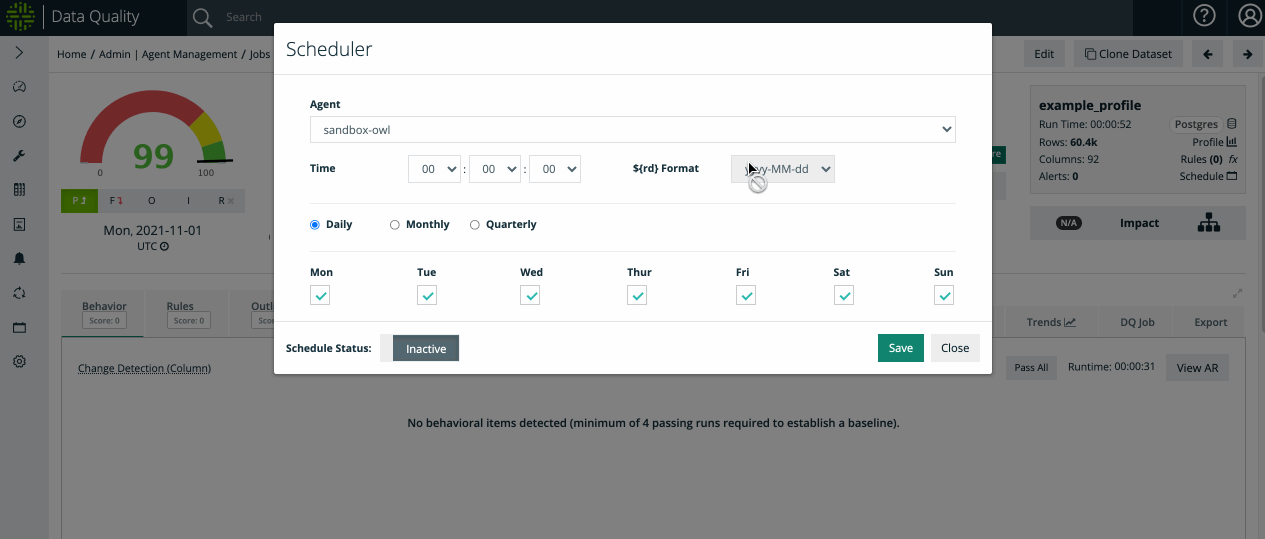 Data Quality
Search
Home / Admin | Agent Management / Jobs
Edit
Clone Dataset
Scheduler
Agent
sandbox-owl
Time
00 : 00 : 00
${rd} Format
-MM-dd
Daily
Monthly
Quarterly
Mon Tue Wed Thur Fri Sat Sun
Schedule Status:
Inactive
Save
Close
99
0
100
P F O I R
Mon, 2021-11-01
UTC
example_profile
Run Time: 00:00:52
Postgres
Rows: 60.4k
Profile
Columns: 92
Rules (0) fx
Alerts: 0
Schedule
N/A
Impact
Behavior
Score: 0
Rules
Score: 0
Trends
DQ Job
Export
Change Detection (Column)
Pass All
Runtime: 00:00:31
View AR
No behavioral items detected (minimum of 4 passing runs required to establish a baseline).